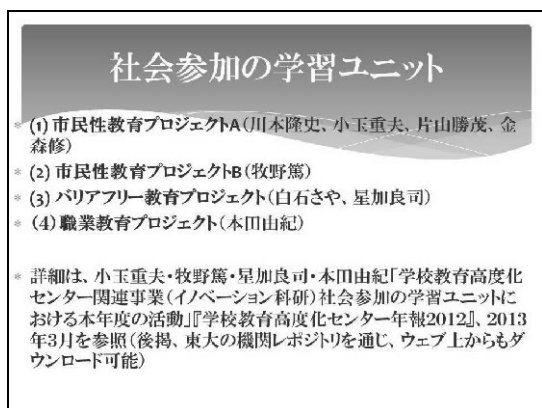 社会参加の学習ユニット
* (1) 市民性教育プロジェクトA(川本隆史、小玉重夫、片山勝茂、金
森修)
* (2) 市民性教育プロジェクトB(牧野篤)
* (3) バリアフリー教育プロジェクト(白石さや、星加良司)
* (4) 職業教育プロジェクト(本田由紀)
* 詳細は、小玉重夫・牧野篤・星加良司・本田由紀「学校教育高度化
センター関連事業(イノベーション科研)社会参加の学習ユニットに
おける本年度の活動」『学校教育高度化センター年報2012』、2013
年3月を参照(後掲、東大の機関レポジトリを通じ、ウェブ上からもダ
ウンロード可能)